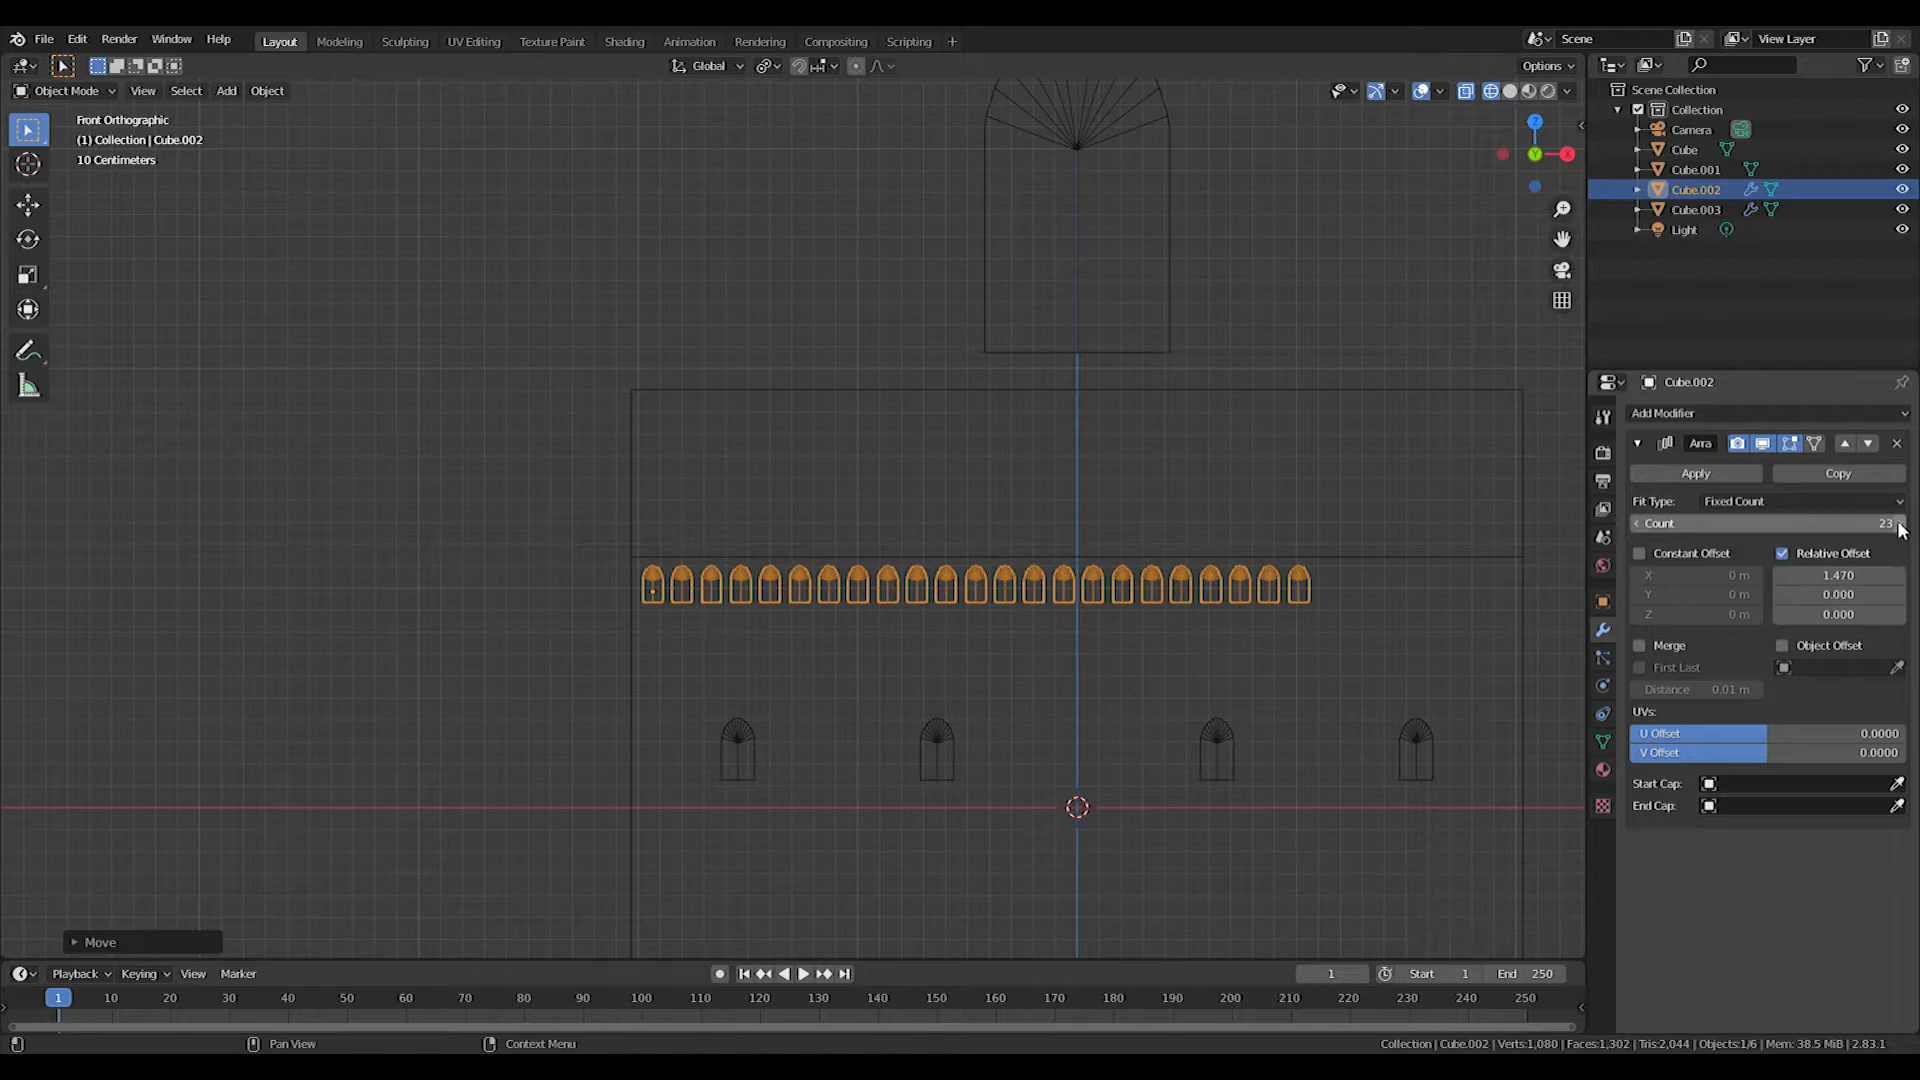 File Edit Render Window Help Layout Modeling Sculpting UV Editing Texture Paint Shading Animation Rendering Compositing Scripting + Scene View Layer
Global Options
Object Mode View Select Add Object
Front Orthographic
(1) Collection | Cube.002
10 Centimeters
Z
Y
X
Scene Collection
Collection
Camera
Cube
Cube.001
Cube.002
Cube.003
Light
Cube.002
Add Modifier
Arra
Apply Copy
Fit Type: Fixed Count
Count 23
Constant Offset Relative Offset
X 0 m 1.470
Y 0 m 0.000
Z 0 m 0.000
Merge Object Offset
First Last
Distance 0.01 m
UVs:
U Offset 0.0000
V Offset 0.0000
Start Cap:
End Cap:
Move
Playback Keying View Marker 1 Start 1 End 250
1 10 20 30 40 50 60 70 80 90 100 110 120 130 140 150 160 170 180 190 200 210 220 230 240 250
Pan View Context Menu Collection | Cube.002 | Verts:1,080 | Faces:1,302 | Tris:2,044 | Objects:1/6 | Mem: 38.5 MiB | 2.83.1